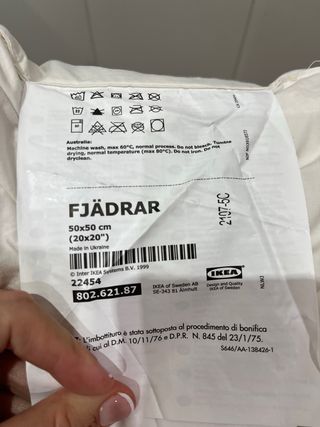 Australia:
Machine wash, max 60°C, normal process. Do not bleach. Tumble
drying, normal temperature (max 80°C). Do not iron. Do not
dryclean.
FJÄDRAR
50x50 cm
(20x20")
Made in Ukraine
2107-5C
© Inter IKEA Systems B.V. 1999
22454
802.621.87
IKEA of Sweden
SE-343 81 Älmhult
IKEA
Design and Quality
IKEA of Sweden
L'imbottitura è stata sottoposta al procedimento di bonifica
di cui al D.M. 10/11/76 e D.P.R. N. 845 del 23/1/75.
S646/AA-138426-1